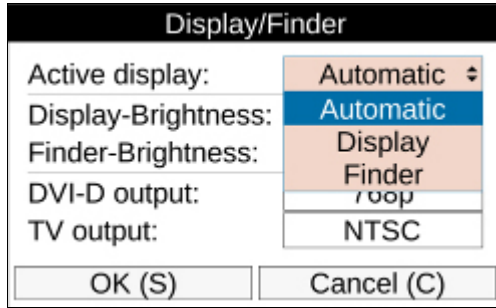 Display/Finder
Active display: Automatic
Display-Brightness: Automatic
Display
Finder-Brightness: Finder
DVI-D output: 768p
TV output: NTSC
OK (S) Cancel (C)